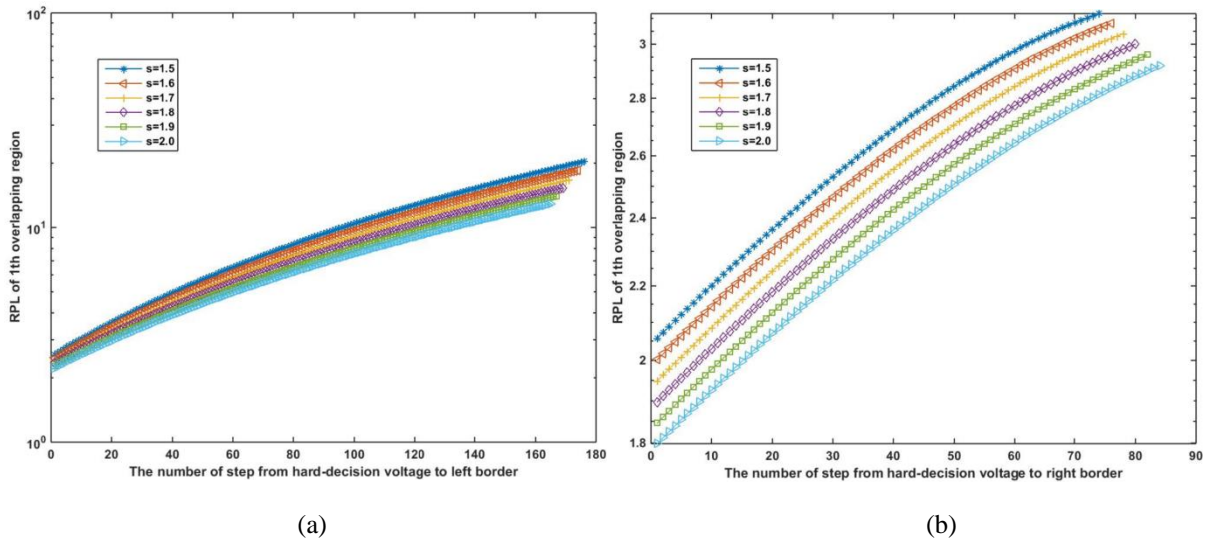 10^2
10^1
10^0
RPL of 1th overlapping region
s=1.5
s=1.6
s=1.7
s=1.8
s=1.9
s=2.0
0 20 40 60 80 100 120 140 160 180
The number of step from hard-decision voltage to left border
(a)
3
2.8
2.6
2.4
2.2
2
1.8
RPL of 1th overlapping region
s=1.5
s=1.6
s=1.7
s=1.8
s=1.9
s=2.0
0 10 20 30 40 50 60 70 80 90
The number of step from hard-decision voltage to right border
(b)